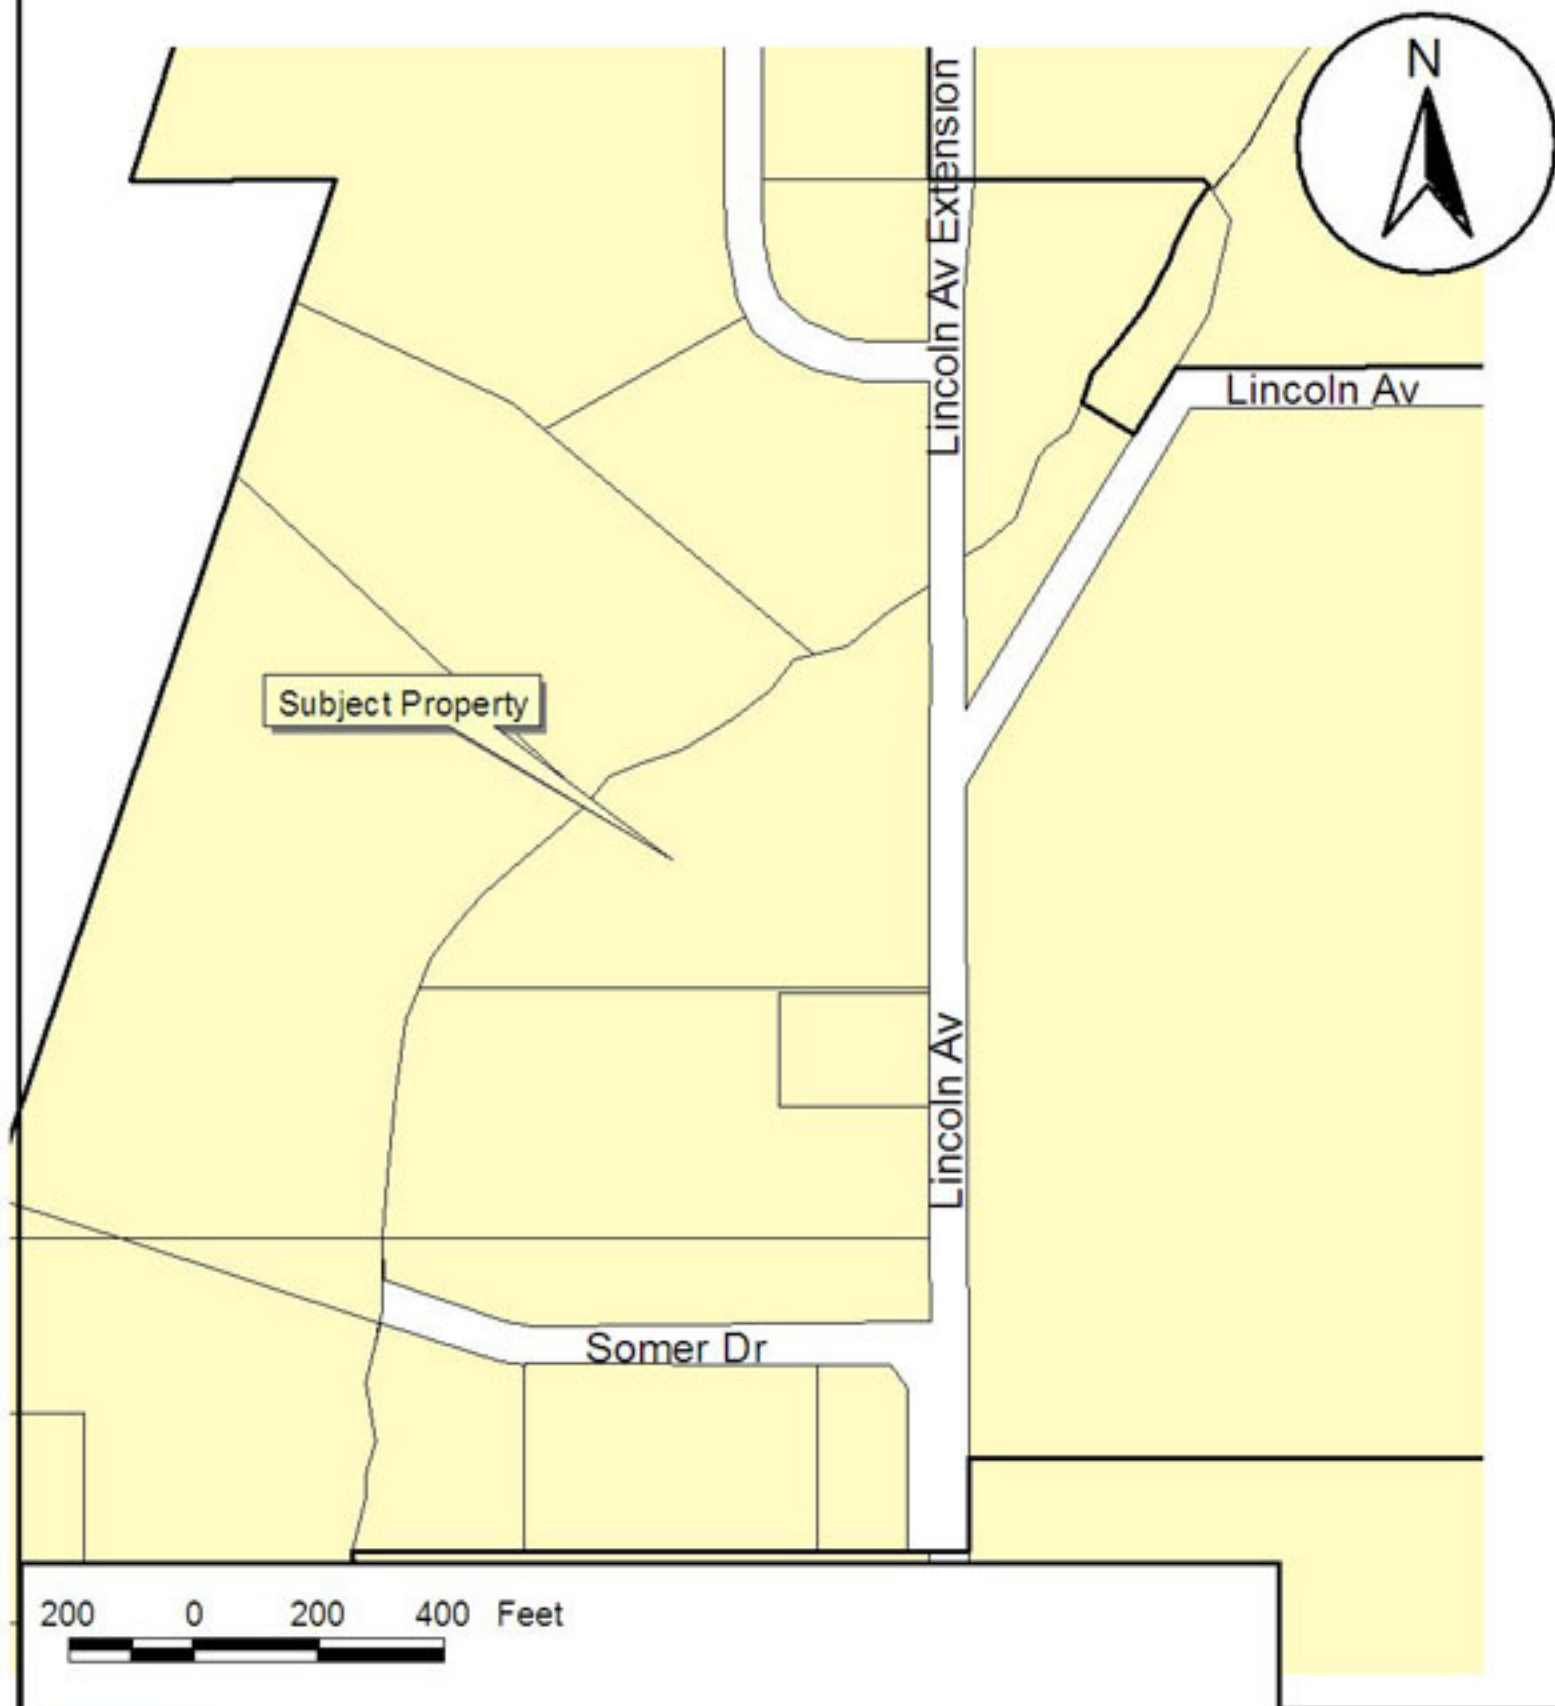 N
Lincoln Av Extension
Lincoln Av
Subject Property
Lincoln Av
Somer Dr
200 0 200 400 Feet